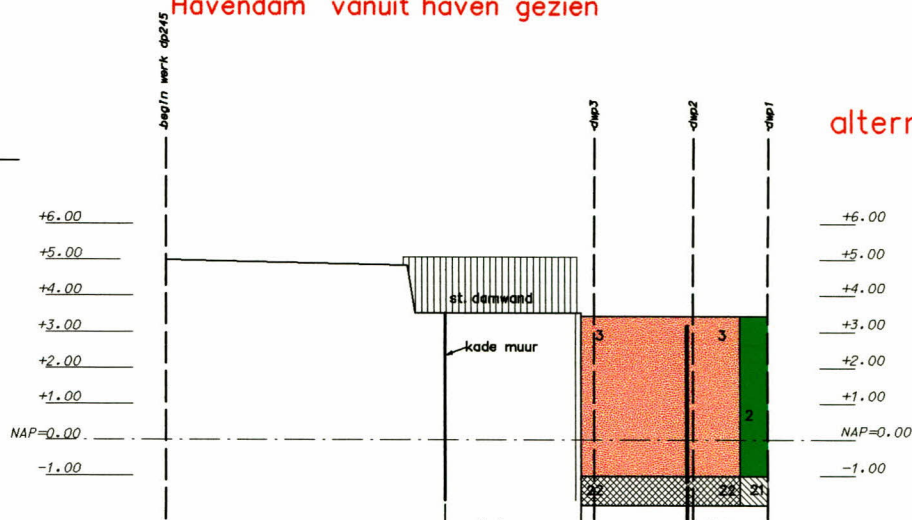 Havendam vanuit haven gezien
begin werk dp245
dwp3
dwp2
dwp1
+6.00
+5.00
+4.00
+3.00
+2.00
+1.00
NAP=0.00
-1.00
st. damwand
kade muur
3
3
2
22
22
21
+6.00
+5.00
+4.00
+3.00
+2.00
+1.00
NAP=0.00
-1.00